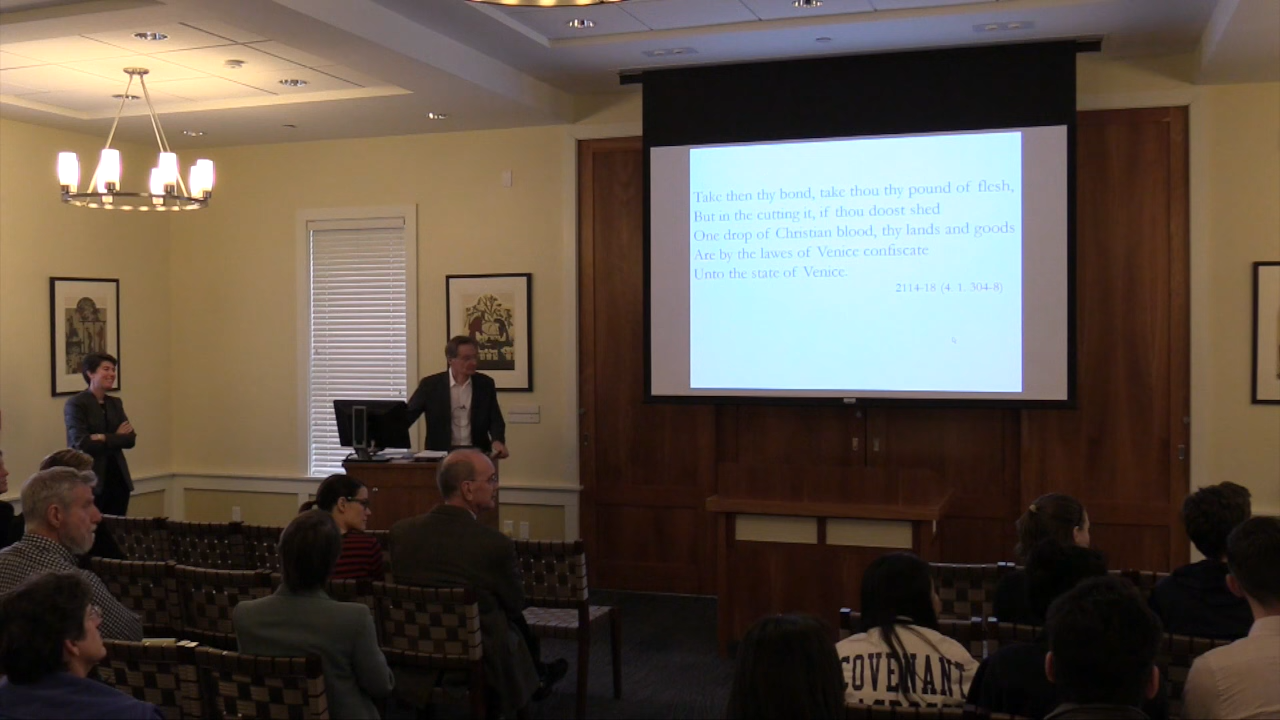 Take then thy bond, take thou thy pound of flesh,
But in the cutting it, if thou doost shed
One drop of Christian blood, thy lands and goods
Are by the lawes of Venice confiscate
Unto the state of Venice.
2114-18 (4. 1. 304-8)
COVENANT